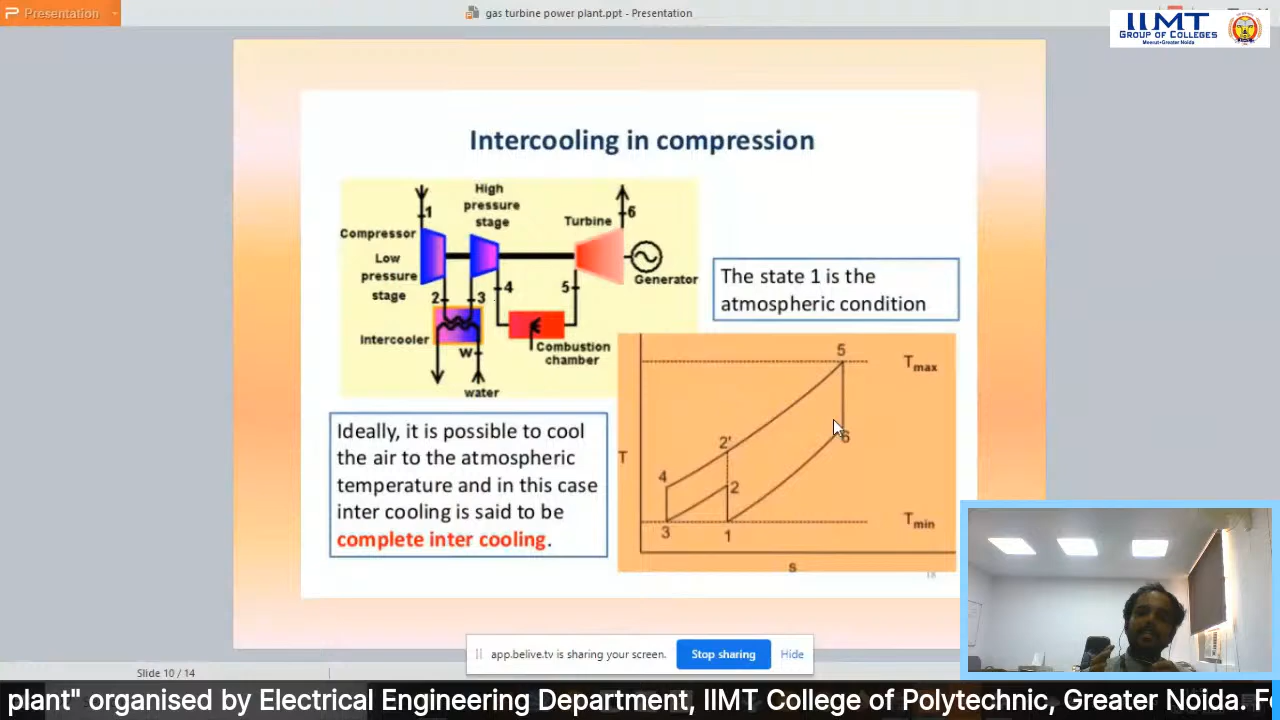 Presentation
gas turbine power plant.ppt - Presentation
IIMT
GROUP OF COLLEGES
Meerut•Greater Noida
Intercooling in compression
High
pressure
stage
1
6
Turbine
Compressor
Low
pressure
stage
Generator
2
3
4
5
Intercooler
W
Combustion
chamber
water
The state 1 is the
atmospheric condition
Ideally, it is possible to cool
the air to the atmospheric
temperature and in this case
inter cooling is said to be
complete inter cooling.
5
Tmax
6
2'
T
4
2
3
1
Tmin
s
18
app.belive.tv is sharing your screen.
Stop sharing
Hide
Slide 10 / 14
plant" organised by Electrical Engineering Department, IIMT College of Polytechnic, Greater Noida.